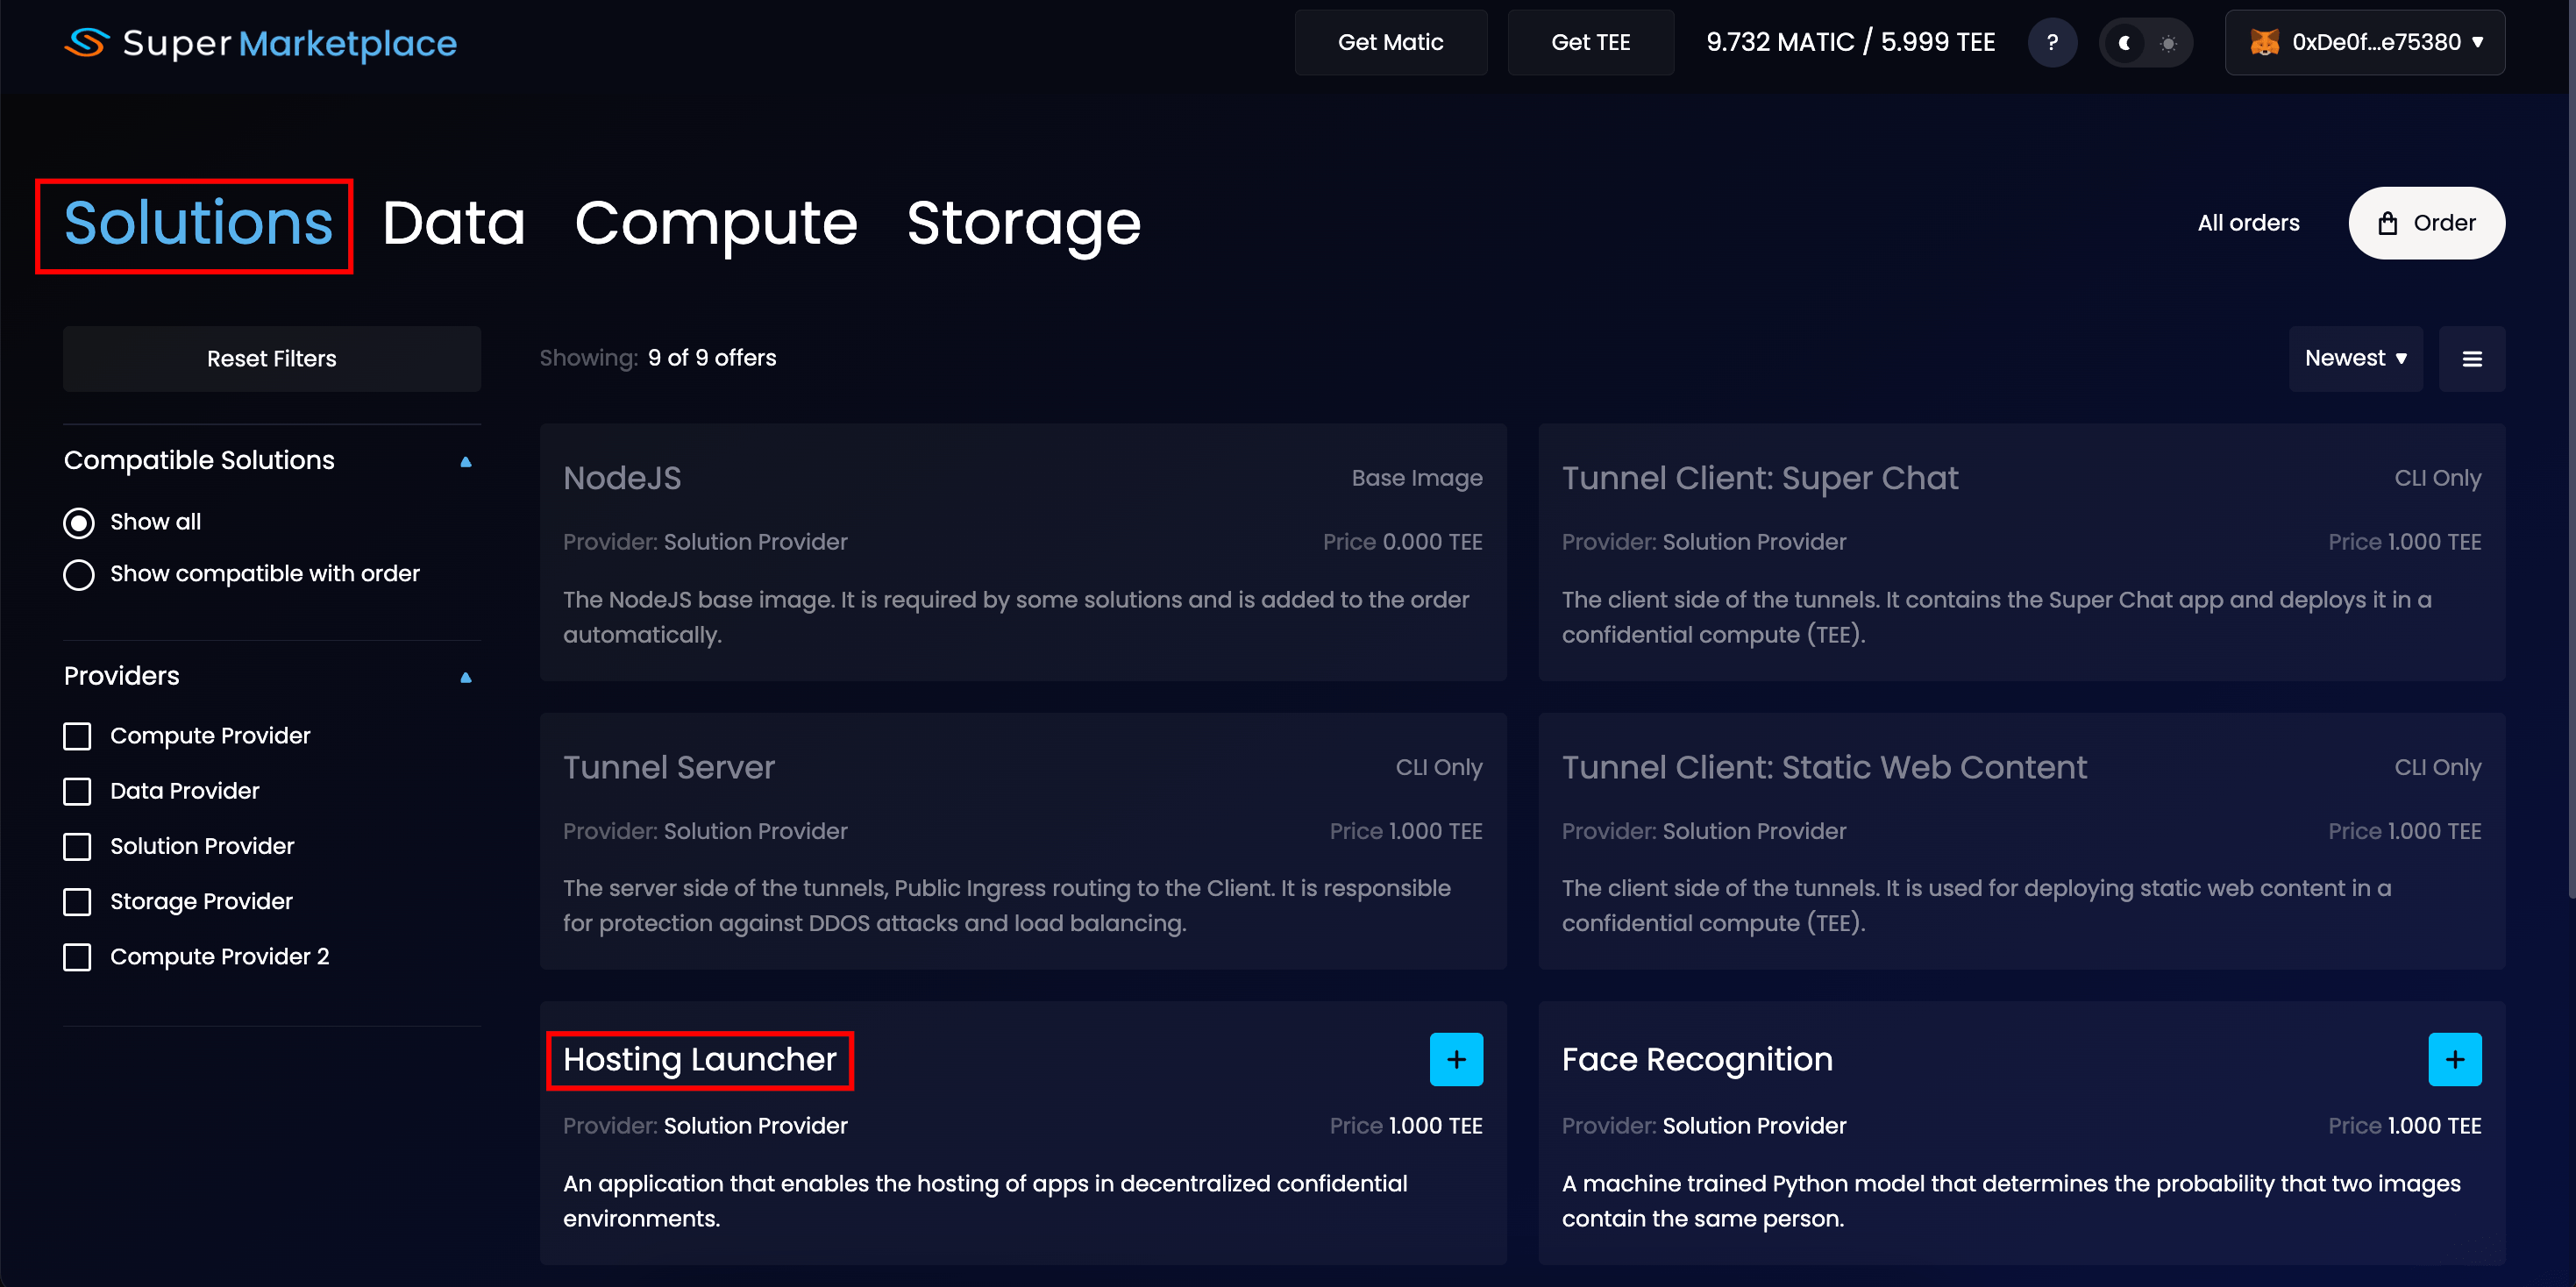 Super Marketplace
Get Matic
Get TEE
9.732 MATIC / 5.999 TEE
?
0xDe0f...e75380 ▼
Solutions
Data
Compute
Storage
All orders
Order
Reset Filters
Showing: 9 of 9 offers
Newest ▼
Compatible Solutions
Show all
Show compatible with order
Providers
Compute Provider
Data Provider
Solution Provider
Storage Provider
Compute Provider 2
NodeJS
Base Image
Provider: Solution Provider
Price 0.000 TEE
The NodeJS base image. It is required by some solutions and is added to the order
automatically.
Tunnel Client: Super Chat
CLI Only
Provider: Solution Provider
Price 1.000 TEE
The client side of the tunnels. It contains the Super Chat app and deploys it in a
confidential compute (TEE).
Tunnel Server
CLI Only
Provider: Solution Provider
Price 1.000 TEE
The server side of the tunnels, Public Ingress routing to the Client. It is responsible
for protection against DDOS attacks and load balancing.
Tunnel Client: Static Web Content
CLI Only
Provider: Solution Provider
Price 1.000 TEE
The client side of the tunnels. It is used for deploying static web content in a
confidential compute (TEE).
Hosting Launcher
+
Provider: Solution Provider
Price 1.000 TEE
An application that enables the hosting of apps in decentralized confidential
environments.
Face Recognition
+
Provider: Solution Provider
Price 1.000 TEE
A machine trained Python model that determines the probability that two images
contain the same person.